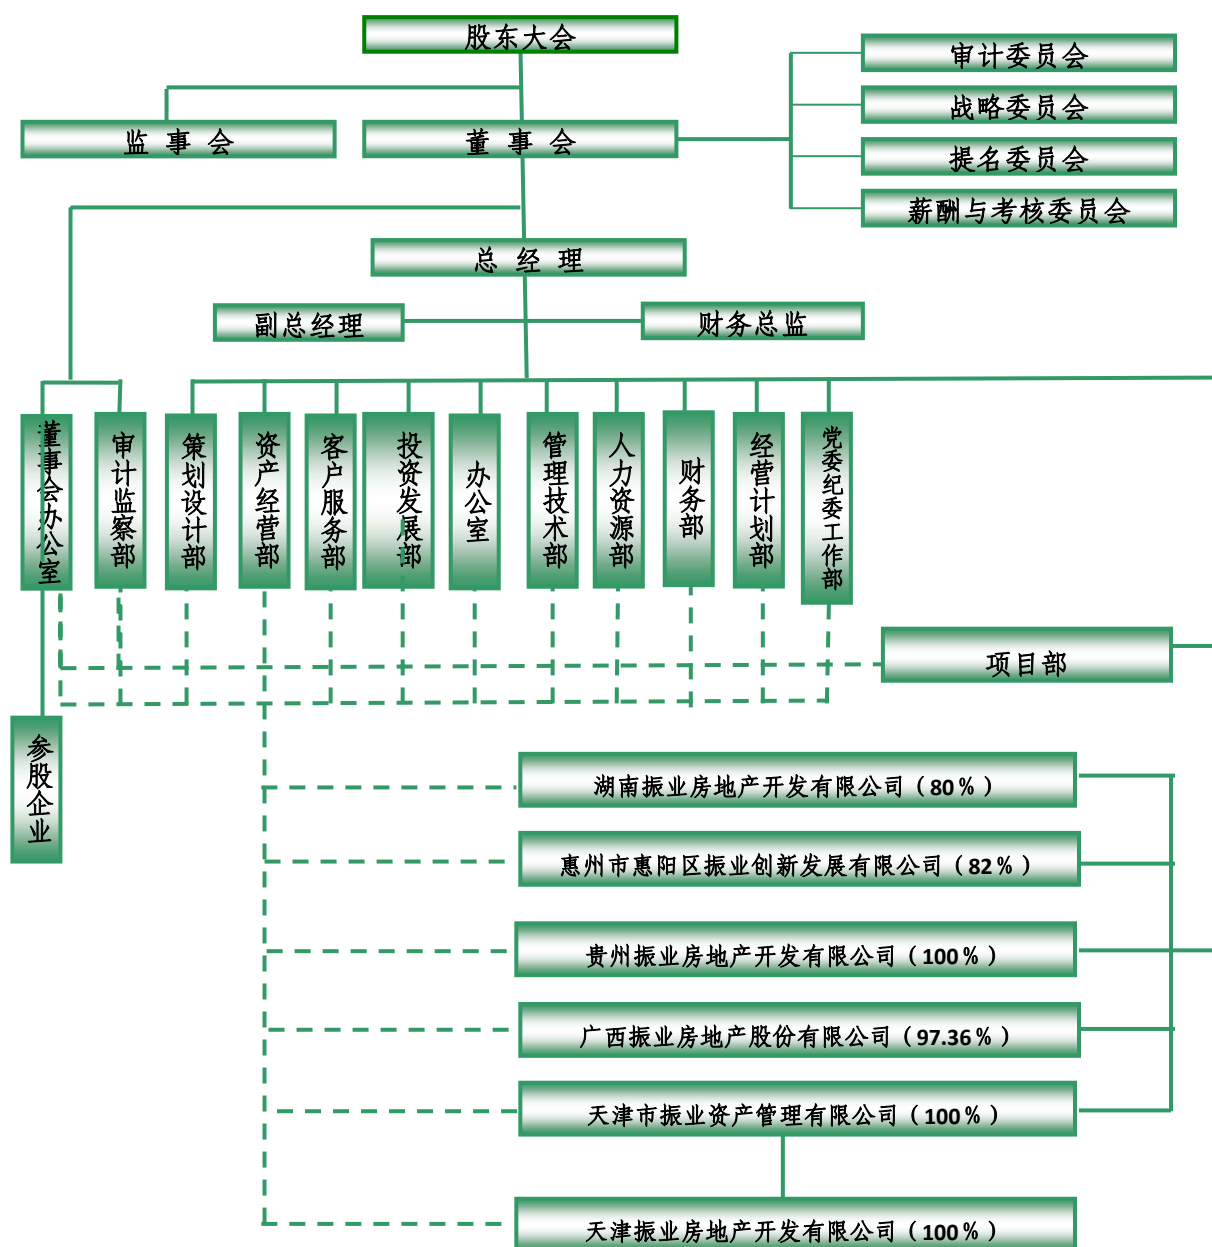 股东大会
审计委员会
战略委员会
监 事 会
董 事 会
提名委员会
薪酬与考核委员会
总 经 理
副总经理
财务总监
董事会办公室
审计监察部
策划设计部
资产经营部
客户服务部
投资发展部
办公室
管理技术部
人力资源部
财务部
经营计划部
党委纪委工作部
项目部
参股企业
湖南振业房地产开发有限公司（80％）
惠州市惠阳区振业创新发展有限公司（82％）
贵州振业房地产开发有限公司（100％）
广西振业房地产股份有限公司（97.36％）
天津市振业资产管理有限公司（100％）
天津振业房地产开发有限公司（100％）